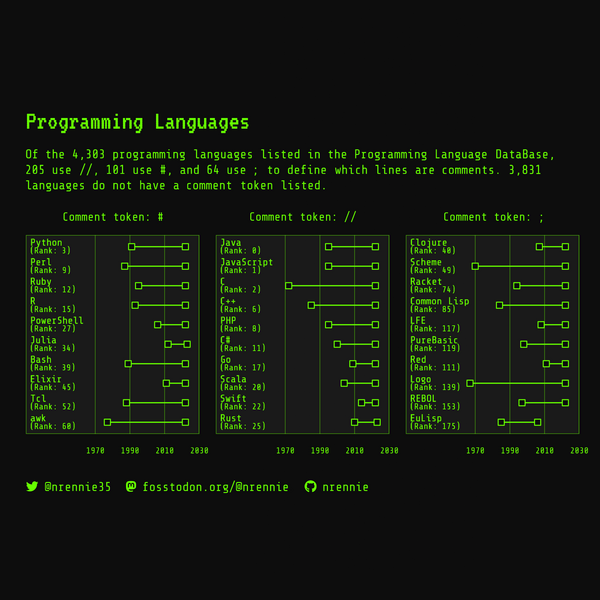 Programming Languages
Of the 4,303 programming languages listed in the Programming Language DataBase,
205 use //, 101 use #, and 64 use ; to define which lines are comments. 3,831
languages do not have a comment token listed.
Comment token: #
Python
(Rank: 3)
Perl
(Rank: 9)
Ruby
(Rank: 12)
R
(Rank: 15)
PowerShell
(Rank: 27)
Julia
(Rank: 34)
Bash
(Rank: 39)
Elixir
(Rank: 45)
Tcl
(Rank: 52)
awk
(Rank: 60)
1970 1990 2010 2030
Comment token: //
Java
(Rank: 0)
JavaScript
(Rank: 1)
C
(Rank: 2)
C++
(Rank: 6)
PHP
(Rank: 8)
C#
(Rank: 11)
Go
(Rank: 17)
Scala
(Rank: 20)
Swift
(Rank: 22)
Rust
(Rank: 25)
1970 1990 2010 2030
Comment token: ;
Clojure
(Rank: 40)
Scheme
(Rank: 49)
Racket
(Rank: 74)
Common Lisp
(Rank: 85)
LFE
(Rank: 117)
PureBasic
(Rank: 119)
Red
(Rank: 111)
Logo
(Rank: 139)
REBOL
(Rank: 153)
EuLisp
(Rank: 175)
1970 1990 2010 2030
@nrennie35 fosstodon.org/@nrennie nrennie